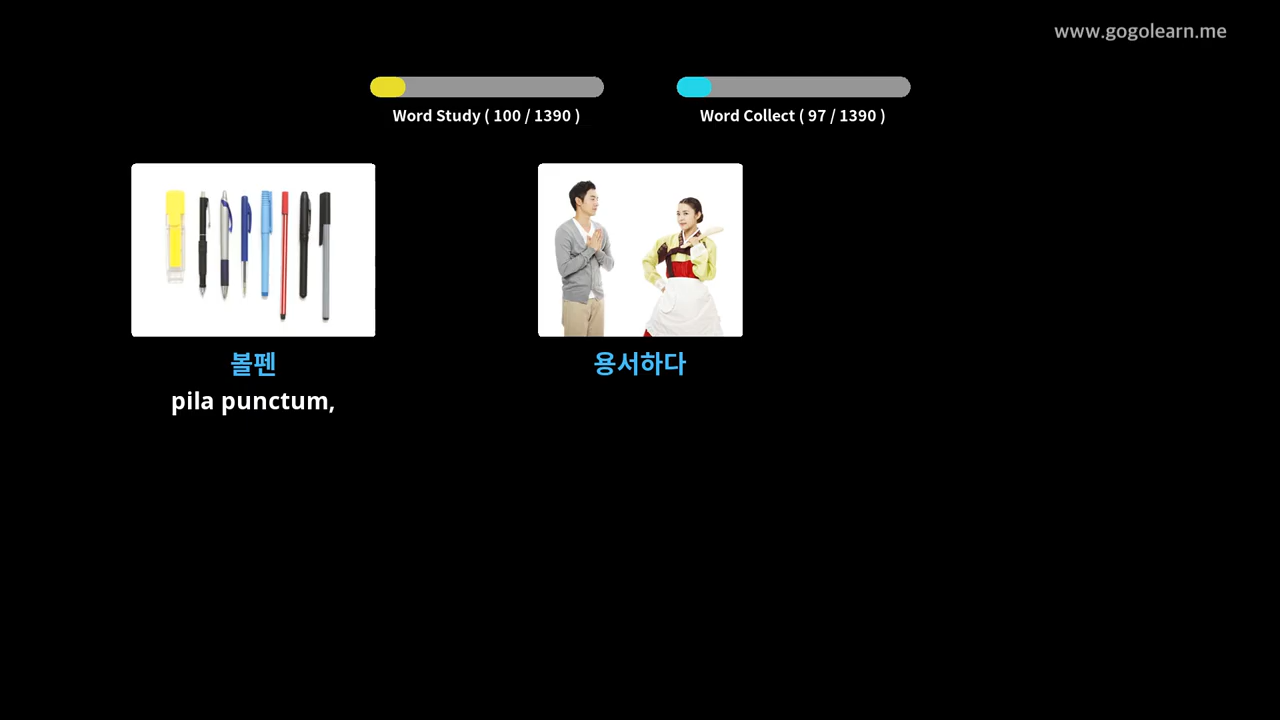 www.gogolearn.me
Word Study ( 100 / 1390 )
Word Collect ( 97 / 1390 )
볼펜
pila punctum,
용서하다